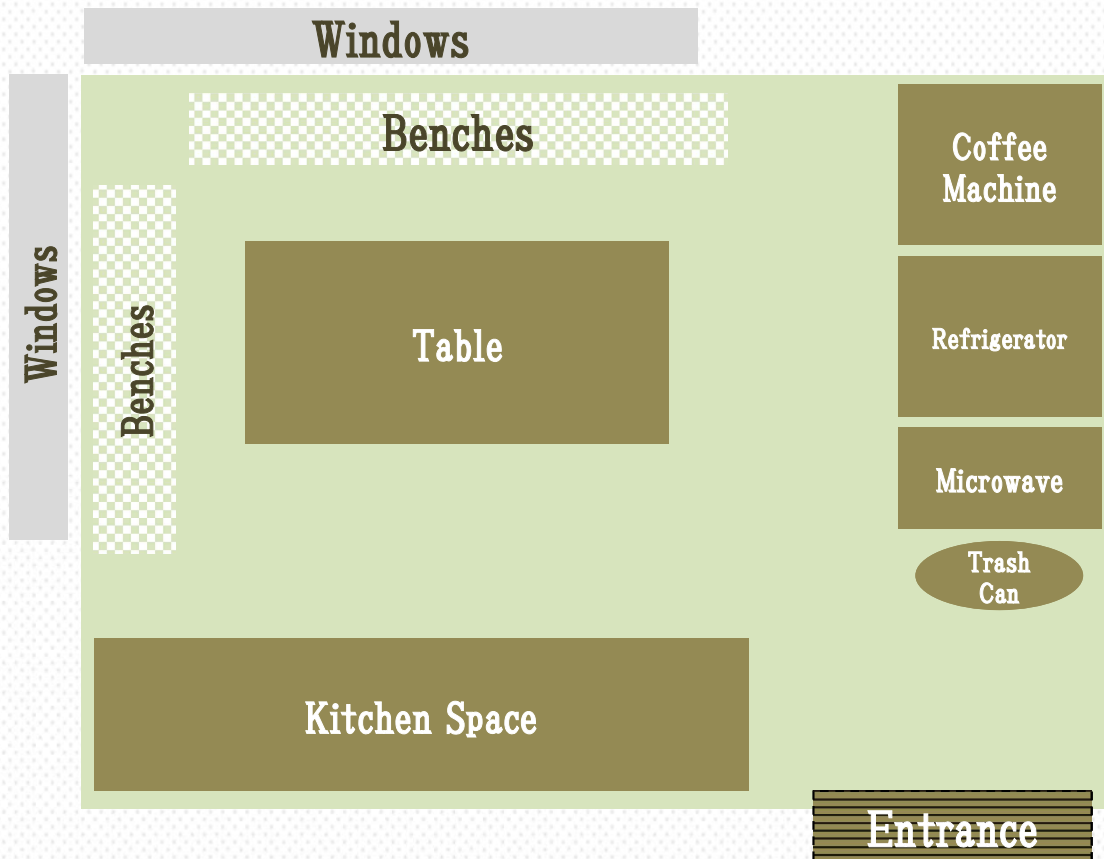 Windows
Benches
Coffee
Machine
Windows
Benches
Table
Refrigerator
Microwave
Trash
Can
Kitchen Space
Entrance